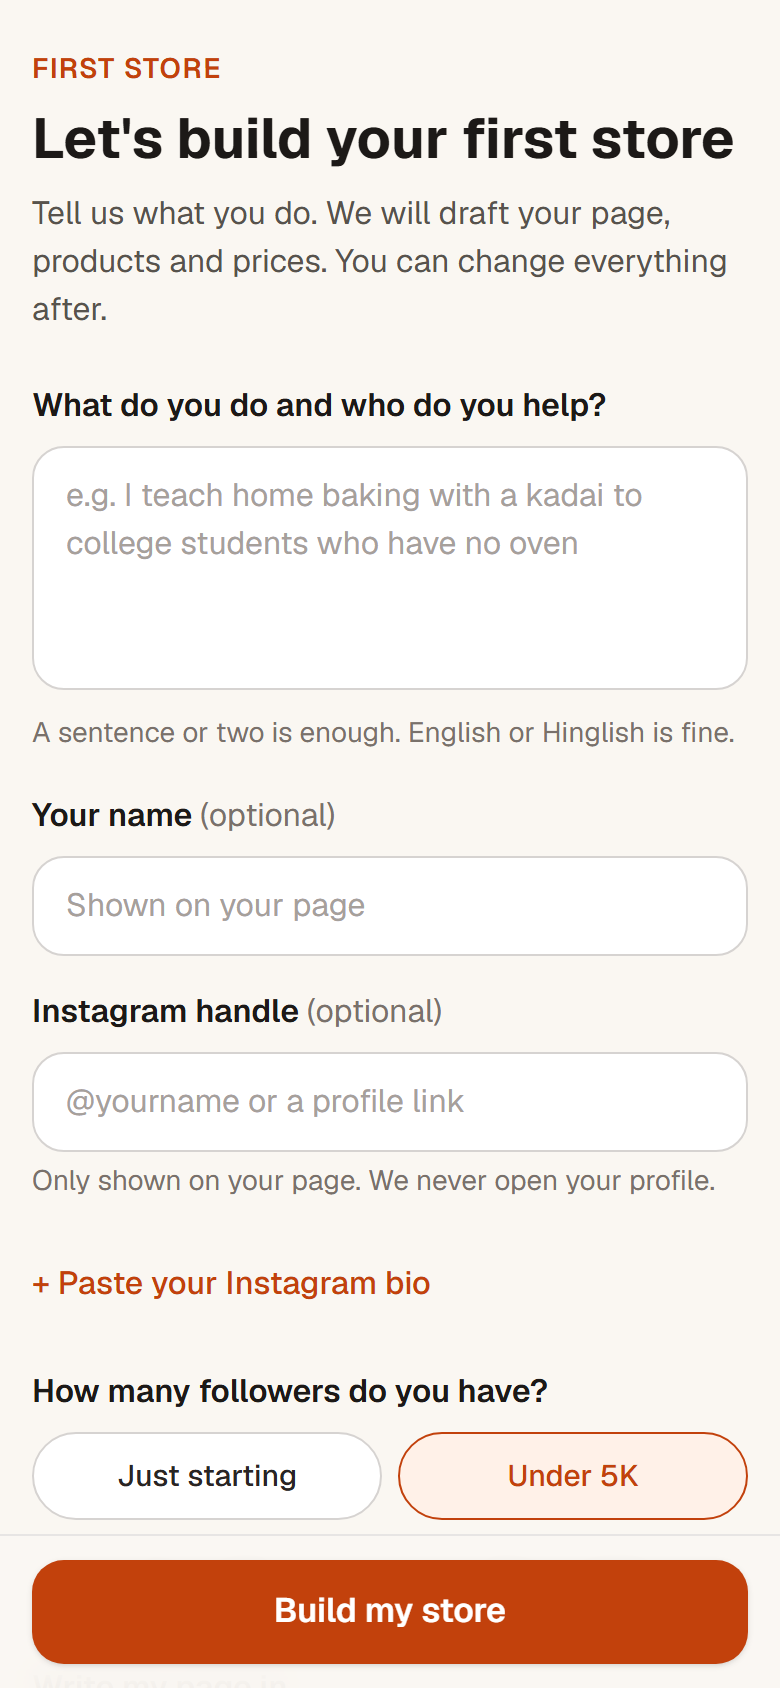 FIRST STORE
Let's build your first store
Tell us what you do. We will draft your page,
products and prices. You can change everything
after.
What do you do and who do you help?
e.g. I teach home baking with a kadai to
college students who have no oven
A sentence or two is enough. English or Hinglish is fine.
Your name (optional)
Shown on your page
Instagram handle (optional)
@yourname or a profile link
Only shown on your page. We never open your profile.
+ Paste your Instagram bio
How many followers do you have?
Just starting
Under 5K
Build my store
Write my page in